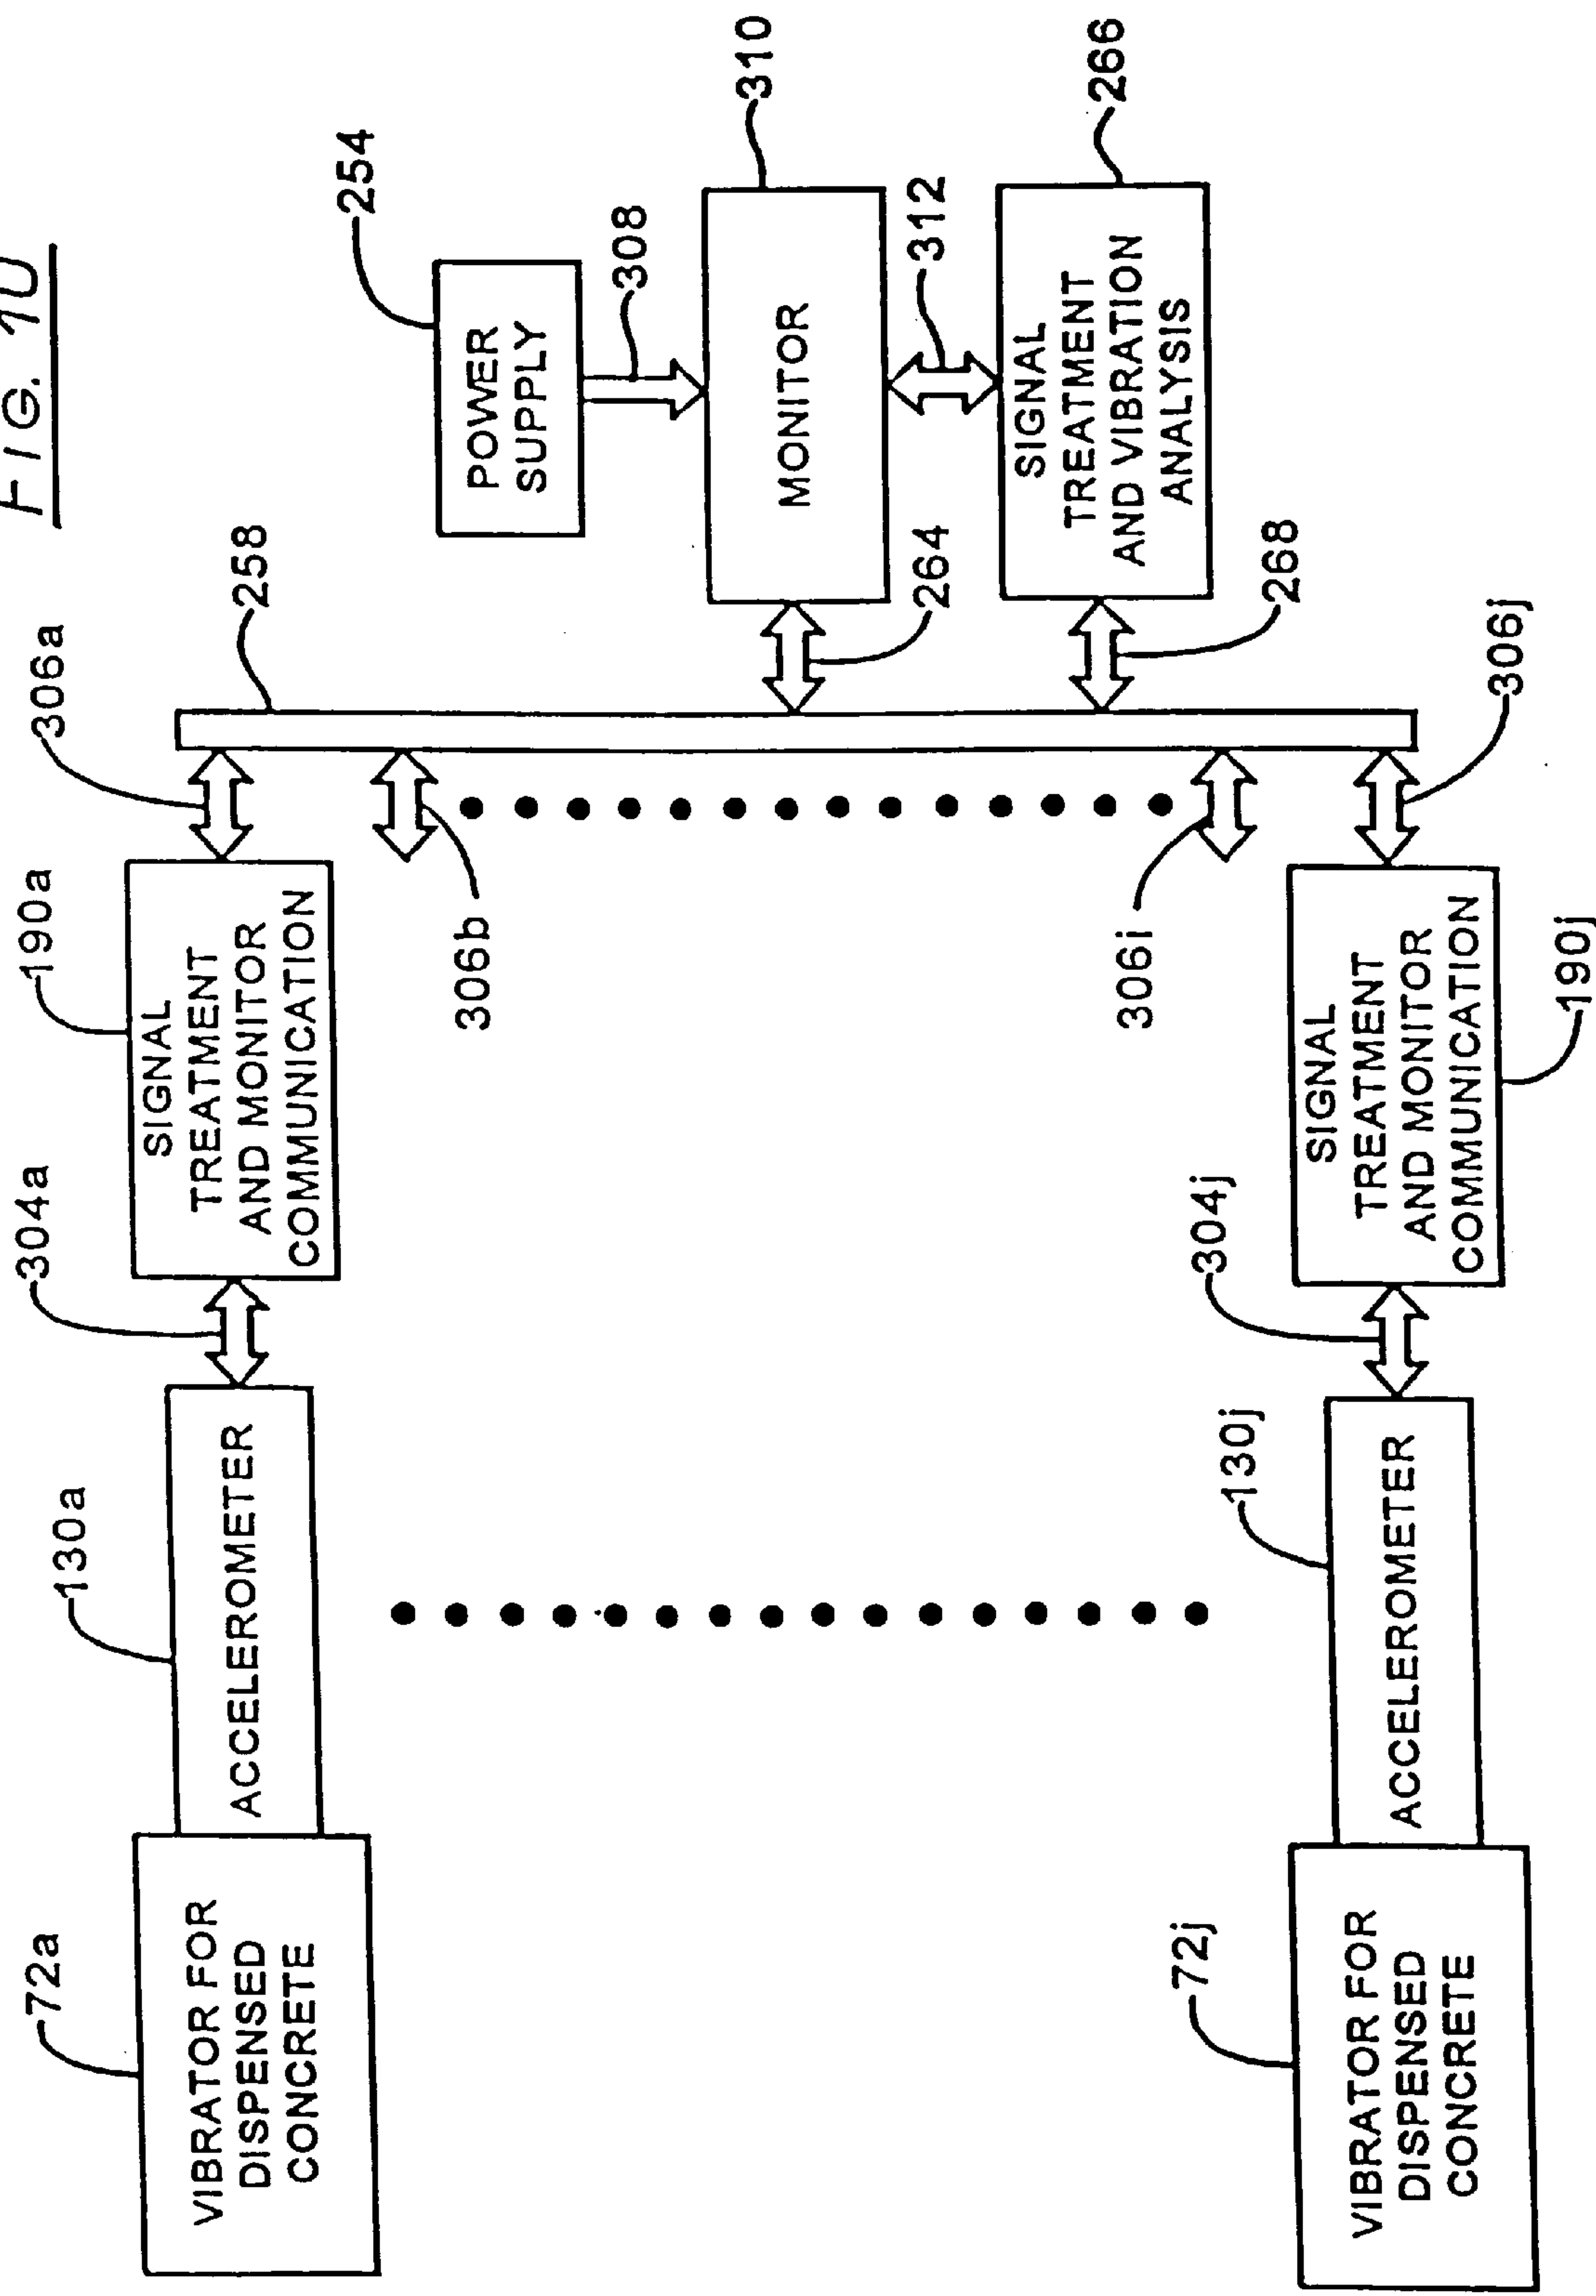 FIG. 10
72a
VIBRATOR FOR
DISPENSED
CONCRETE
130a
ACCELEROMETER
304a
190a
SIGNAL
TREATMENT
AND MONITOR
COMMUNICATION
306a
258
306b
254
POWER
SUPPLY
308
310
MONITOR
264
312
266
SIGNAL
TREATMENT
AND VIBRATION
ANALYSIS
268
306i
306j
72j
VIBRATOR FOR
DISPENSED
CONCRETE
130j
ACCELEROMETER
304j
SIGNAL
TREATMENT
AND MONITOR
COMMUNICATION
190j